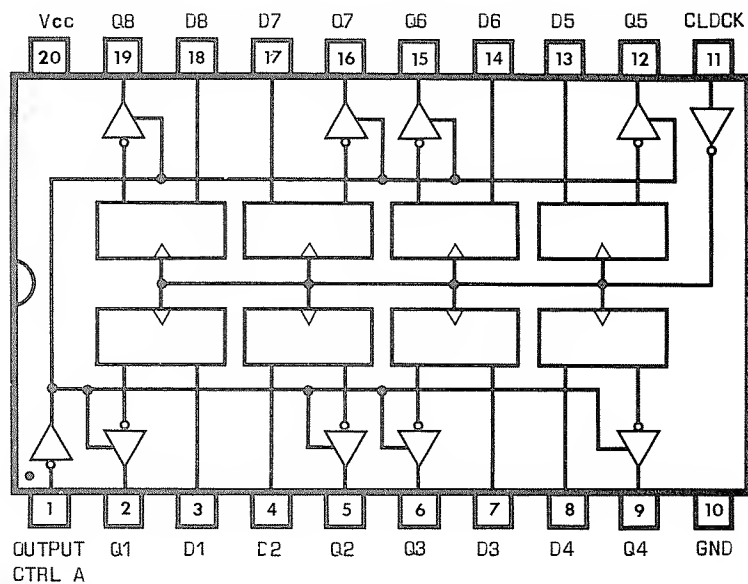 Vcc Q8 D8 D7 Q7 Q6 D6 D5 Q5 CLDCK
20 19 18 17 16 15 14 13 12 11
1 2 3 4 5 6 7 8 9 10
OUTPUT Q1 D1 D2 Q2 Q3 D3 D4 Q4 GND
CTRL A